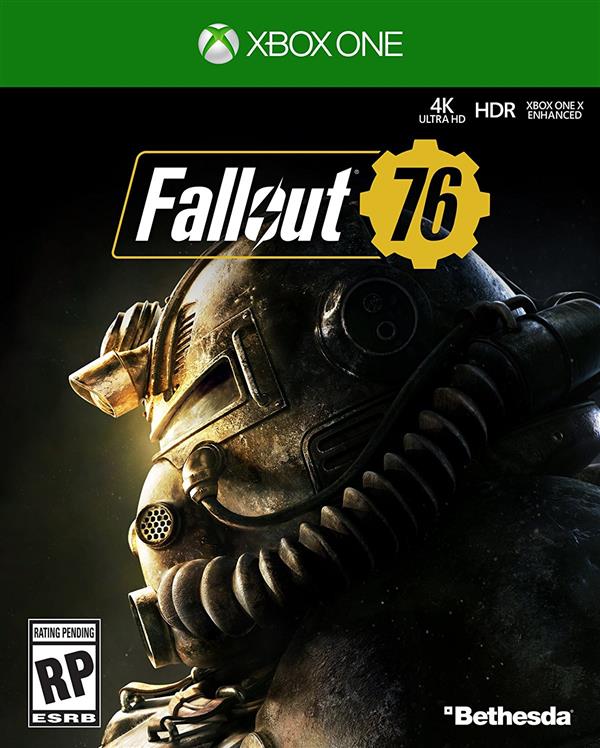 XBOX ONE
4K HDR XBOX ONE X
ULTRA HD ENHANCED
Fallout® 76
RATING PENDING
RP
ESRB
Bethesda®